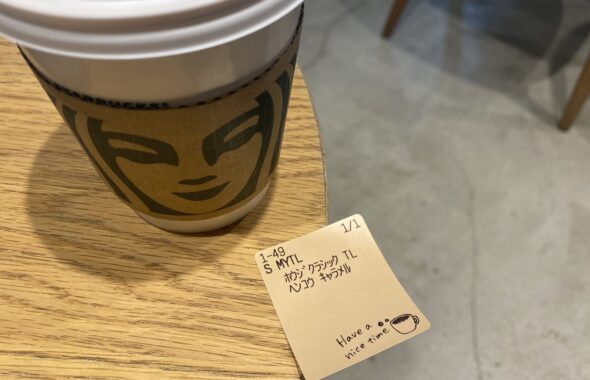 1-49 1/1
S MYTL
ホウジ クラシック TL
ヘンコウ キャラメル
Have a
nice time